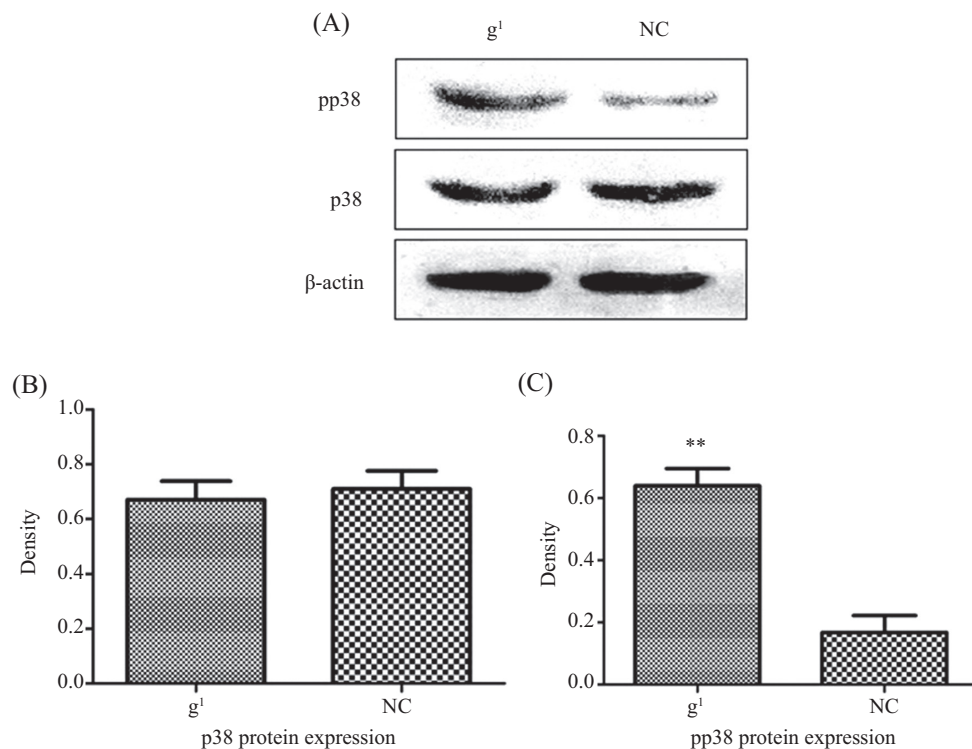 (A)
g¹ NC
pp38
p38
β-actin
(B)
1.0
0.8
0.6
0.4
0.2
0.0
Density
g¹ NC
p38 protein expression
(C)
0.8
0.6
0.4
0.2
0.0
Density
**
g¹ NC
pp38 protein expression